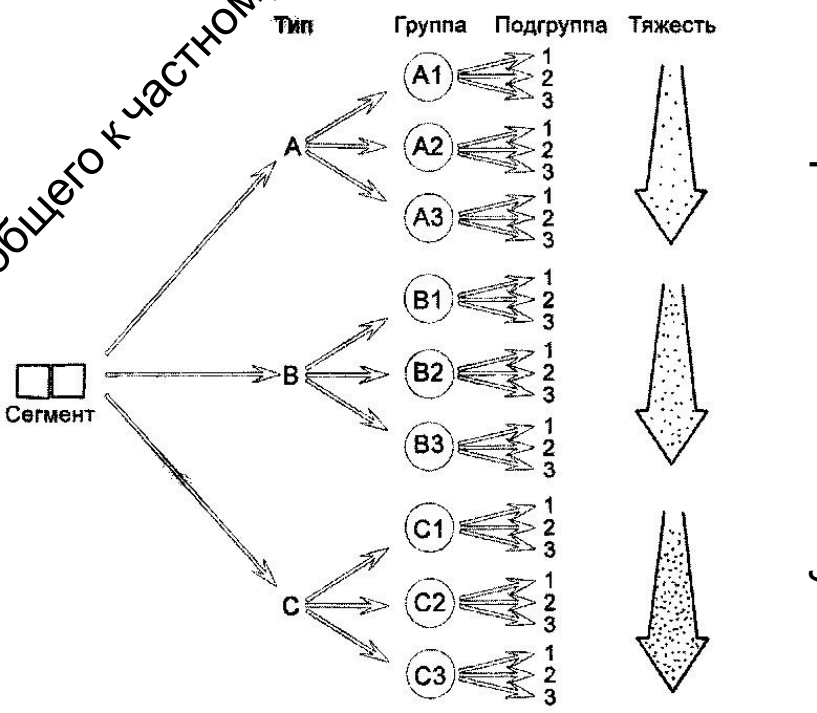 общего к частному
Тип Группа Подгруппа Тяжесть
A1 1
2
3
A A2 1
2
3
A3 1
2
3
B1 1
2
3
B B2 1
2
3
Сегмент
B3 1
2
3
C1 1
2
3
C C2 1
2
3
C3 1
2
3